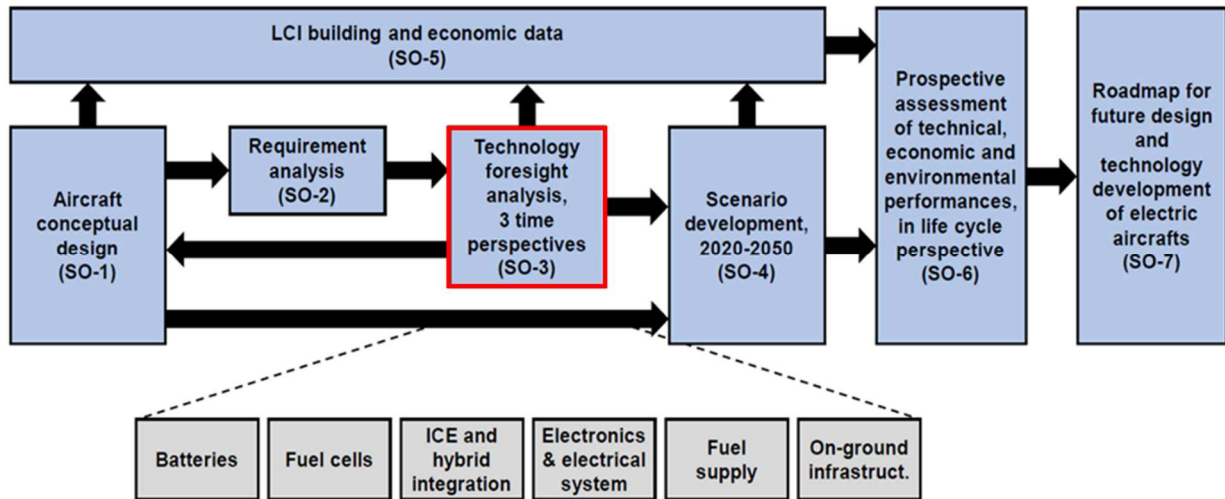 LCI building and economic data
(SO-5)
Aircraft
conceptual
design
(SO-1)
Requirement
analysis
(SO-2)
Technology
foresight
analysis,
3 time
perspectives
(SO-3)
Scenario
development,
2020-2050
(SO-4)
Prospective
assessment
of technical,
economic and
environmental
performances,
in life cycle
perspective
(SO-6)
Roadmap for
future design
and
technology
development
of electric
aircrafts
(SO-7)
Batteries
Fuel cells
ICE and
hybrid
integration
Electronics
& electrical
system
Fuel
supply
On-ground
infrastruct.